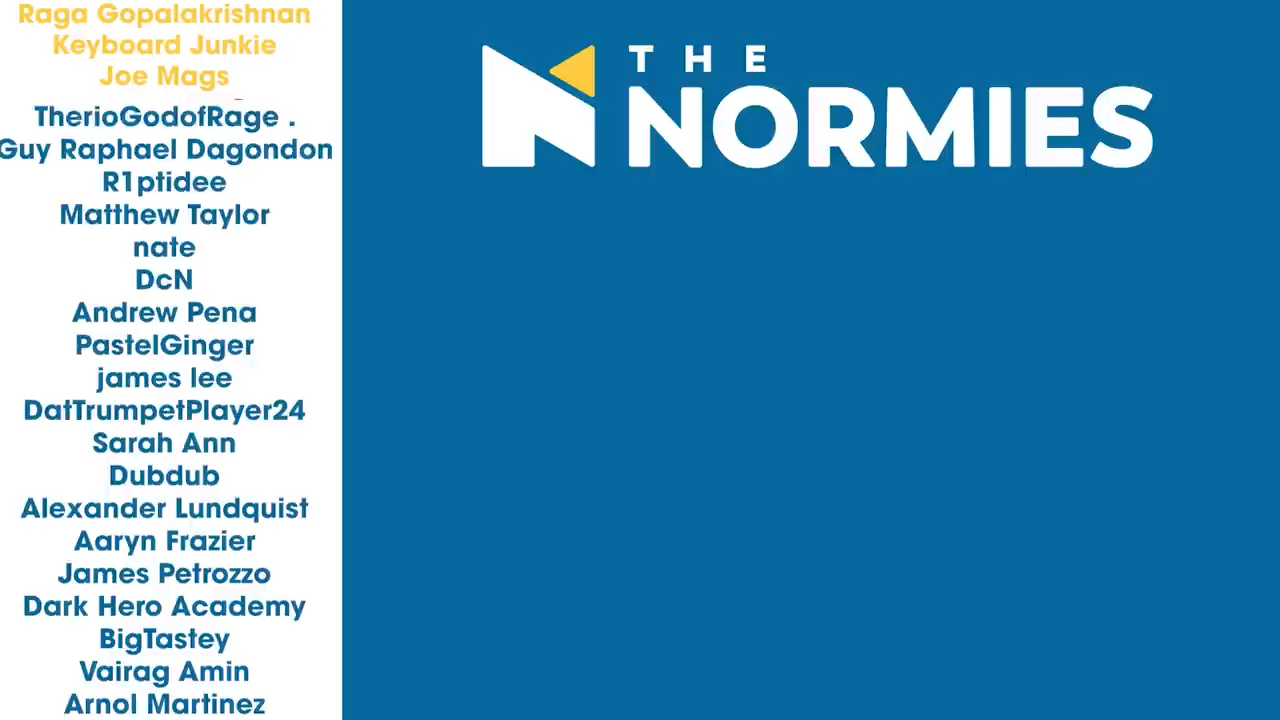 Raga Gopalakrishnan
Keyboard Junkie
Joe Mags
TherioGodofRage .
Guy Raphael Dagondon
R1ptidee
Matthew Taylor
nate
DcN
Andrew Pena
PastelGinger
james lee
DatTrumpetPlayer24
Sarah Ann
Dubdub
Alexander Lundquist
Aaryn Frazier
James Petrozzo
Dark Hero Academy
BigTastey
Vairag Amin
Arnol Martinez
THE
NORMIES